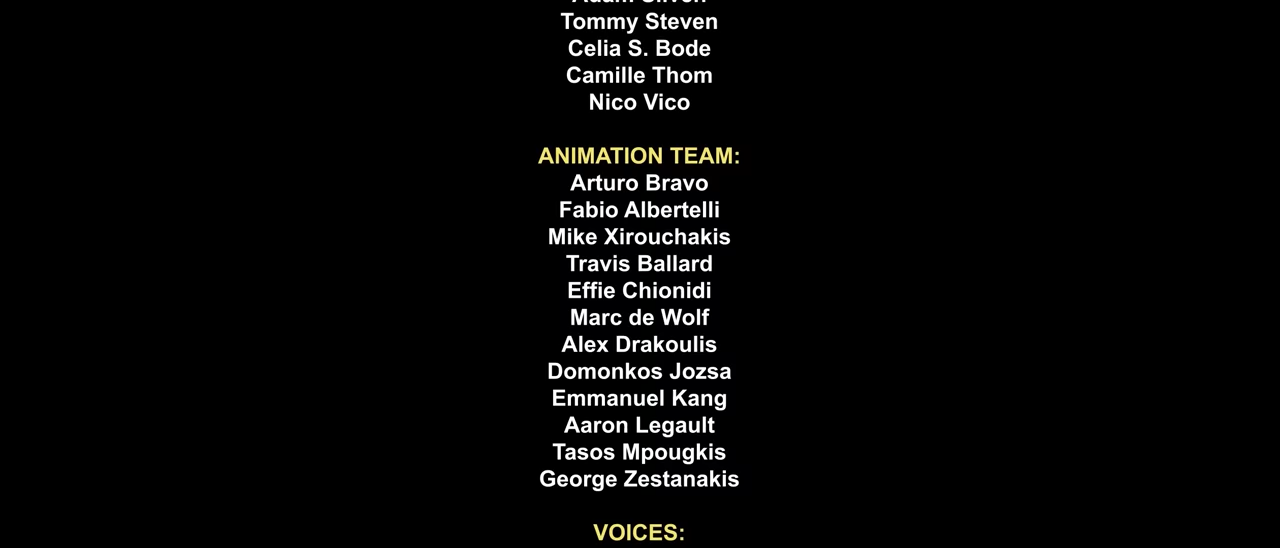 Tommy Steven
Celia S. Bode
Camille Thom
Nico Vico
ANIMATION TEAM:
Arturo Bravo
Fabio Albertelli
Mike Xirouchakis
Travis Ballard
Effie Chionidi
Marc de Wolf
Alex Drakoulis
Domonkos Jozsa
Emmanuel Kang
Aaron Legault
Tasos Mpougkis
George Zestanakis
VOICES: